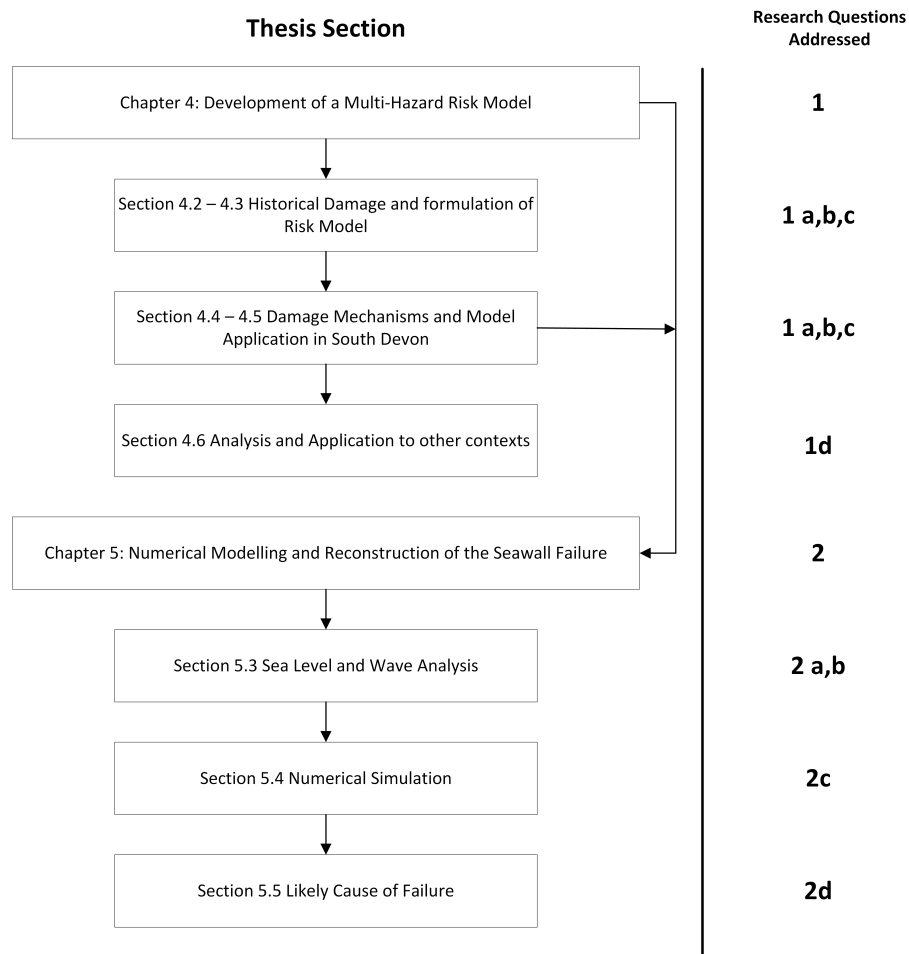 Thesis Section
Research Questions
Addressed
Chapter 4: Development of a Multi-Hazard Risk Model
1
Section 4.2 – 4.3 Historical Damage and formulation of
Risk Model
1 a,b,c
Section 4.4 – 4.5 Damage Mechanisms and Model
Application in South Devon
1 a,b,c
Section 4.6 Analysis and Application to other contexts
1d
Chapter 5: Numerical Modelling and Reconstruction of the Seawall Failure
2
Section 5.3 Sea Level and Wave Analysis
2 a,b
Section 5.4 Numerical Simulation
2c
Section 5.5 Likely Cause of Failure
2d